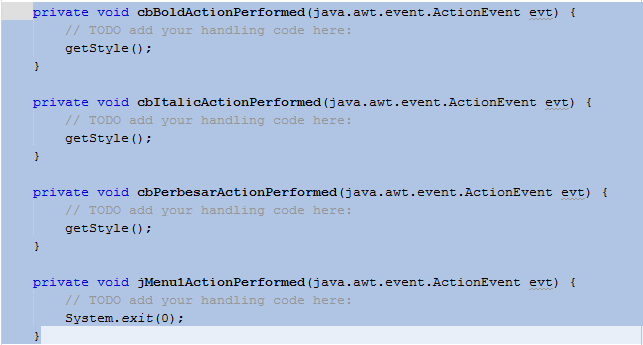 private void cbBoldActionPerformed(java.awt.event.ActionEvent evt) {
// TODO add your handling code here:
getStyle();
}
private void cbItalicActionPerformed(java.awt.event.ActionEvent evt) {
// TODO add your handling code here:
getStyle();
}
private void cbPerbesarActionPerformed(java.awt.event.ActionEvent evt) {
// TODO add your handling code here:
getStyle();
}
private void jMenu1ActionPerformed(java.awt.event.ActionEvent evt) {
// TODO add your handling code here:
System.exit(0);
}